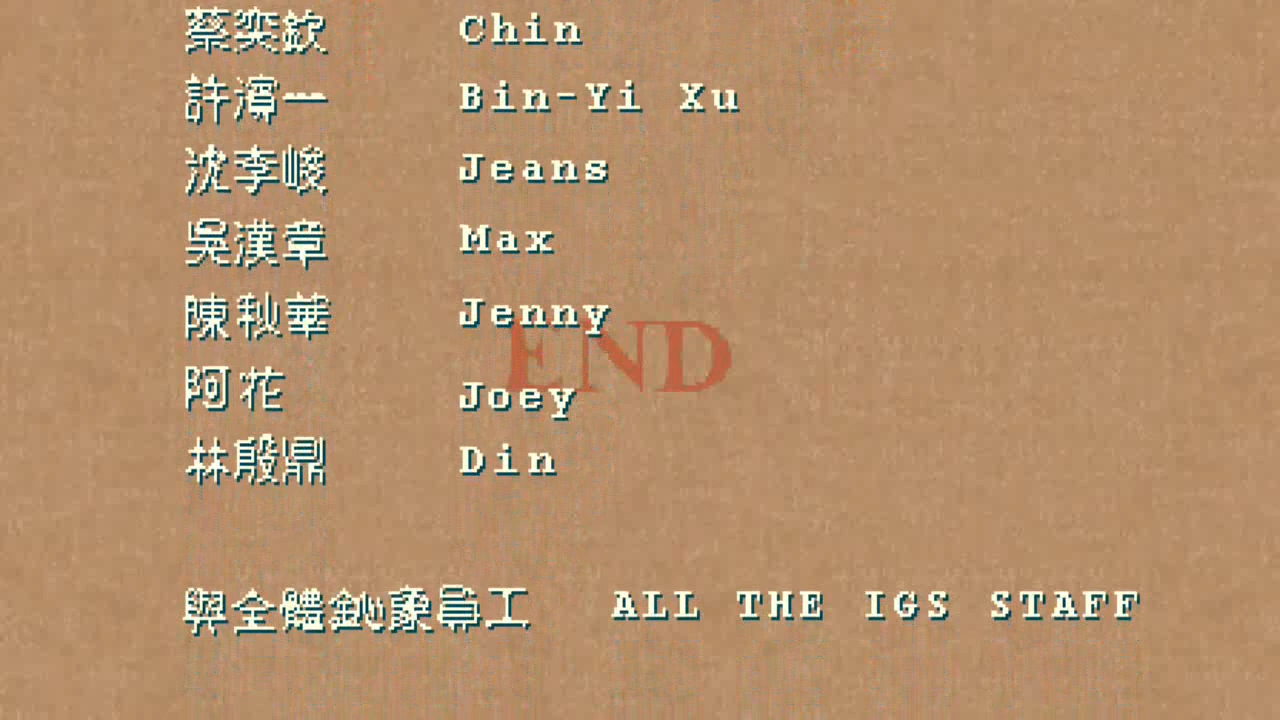 蔡奕欽 Chin
許濱一 Bin-Yi Xu
沈李峻 Jeans
吳漢章 Max
陳秋華 Jenny
END
阿花 Joey
林殷鼎 Din
與全體鈊象員工 ALL THE IGS STAFF